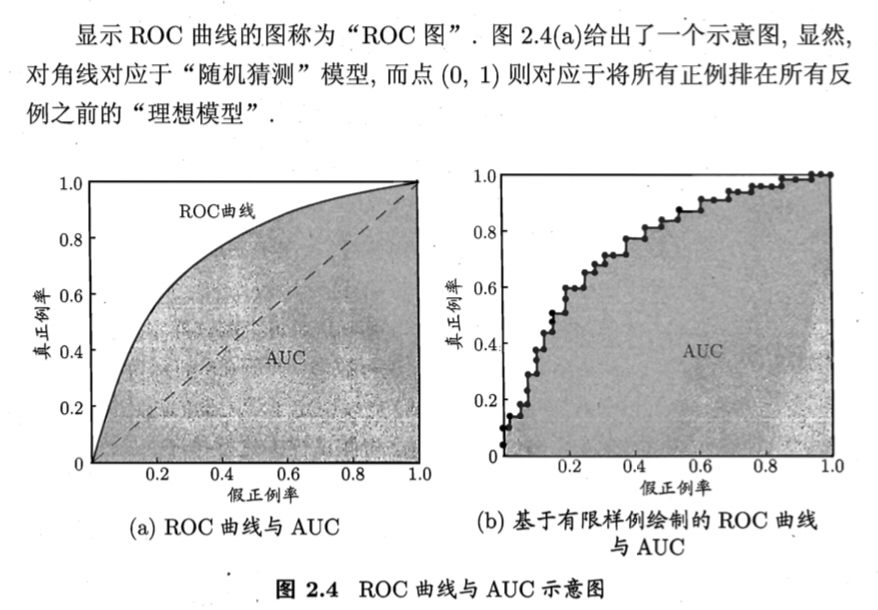 显示 ROC 曲线的图称为“ROC 图”. 图 2.4(a)给出了一个示意图, 显然,
对角线对应于“随机猜测”模型, 而点 (0, 1) 则对应于将所有正例排在所有反
例之前的“理想模型”.
1.0
0.8
0.6
0.4
0.2
0
真正例率
ROC曲线
AUC
0.2 0.4 0.6 0.8 1.0
假正例率
(a) ROC 曲线与 AUC
1.0
0.8
0.6
0.4
0.2
0
真正例率
AUC
0.2 0.4 0.6 0.8 1.0
假正例率
(b) 基于有限样例绘制的 ROC 曲线
与 AUC
图 2.4 ROC 曲线与 AUC 示意图